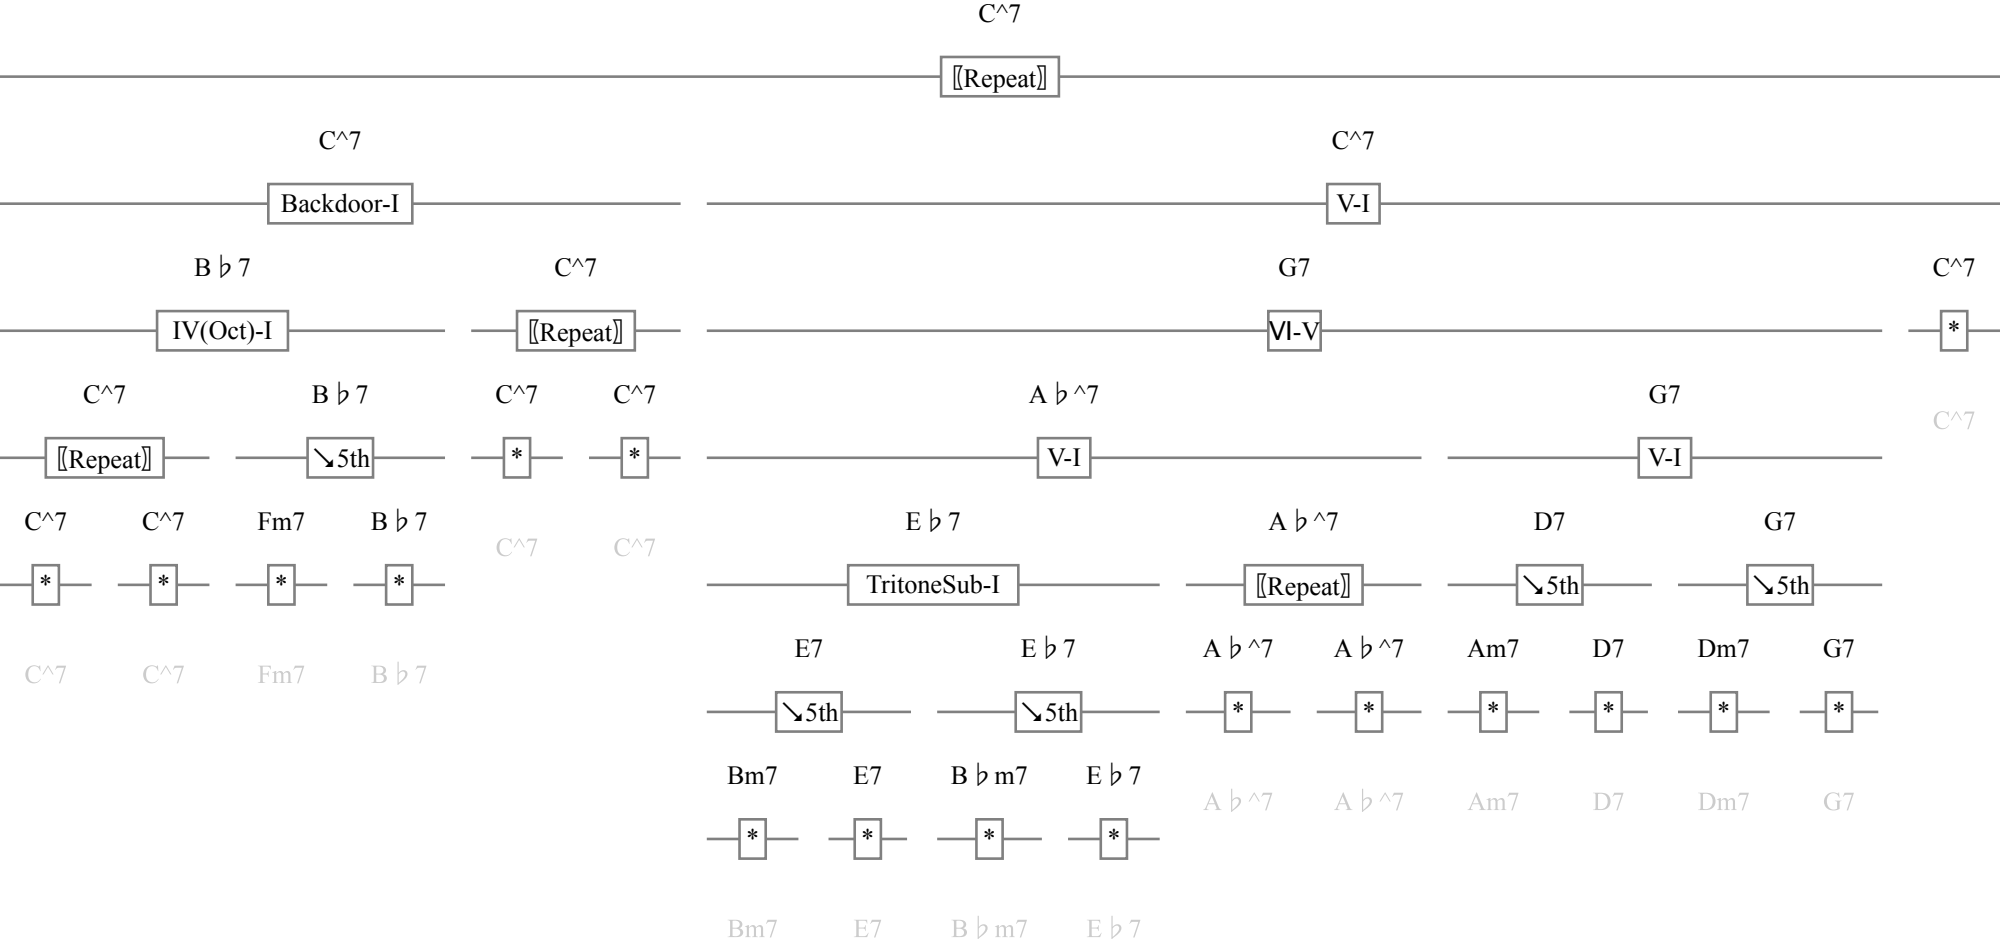 C^7
⟦Repeat⟧
C^7 C^7
Backdoor-I V-I
B♭7 C^7 G7 C^7
IV(Oct)-I ⟦Repeat⟧ Ⅵ-V *
C^7 B♭7 C^7 C^7 A♭^7 G7
C^7
⟦Repeat⟧ ↘5th * * V-I V-I
C^7 C^7 Fm7 B♭7 E♭7 A♭^7 D7 G7
C^7 C^7
* * * * TritoneSub-I ⟦Repeat⟧ ↘5th ↘5th
E7 E♭7 A♭^7 A♭^7 Am7 D7 Dm7 G7
C^7 C^7 Fm7 B♭7
↘5th ↘5th * * * * * *
Bm7 E7 B♭m7 E♭7
A♭^7 A♭^7 Am7 D7 Dm7 G7
* * * *
Bm7 E7 B♭m7 E♭7